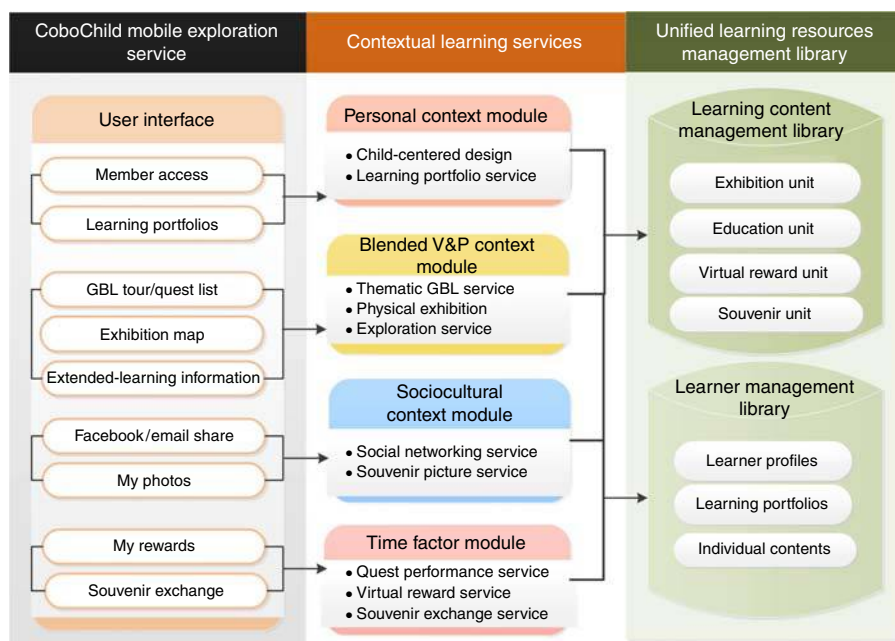 CoboChild mobile exploration
service
Contextual learning services
Unified learning resources
management library
User interface
Member access
Learning portfolios
GBL tour/quest list
Exhibition map
Extended-learning information
Facebook/email share
My photos
My rewards
Souvenir exchange
Personal context module
• Child-centered design
• Learning portfolio service
Blended V&P context
module
• Thematic GBL service
• Physical exhibition
• Exploration service
Sociocultural
context module
• Social networking service
• Souvenir picture service
Time factor module
• Quest performance service
• Virtual reward service
• Souvenir exchange service
Learning content
management library
Exhibition unit
Education unit
Virtual reward unit
Souvenir unit
Learner management
library
Learner profiles
Learning portfolios
Individual contents